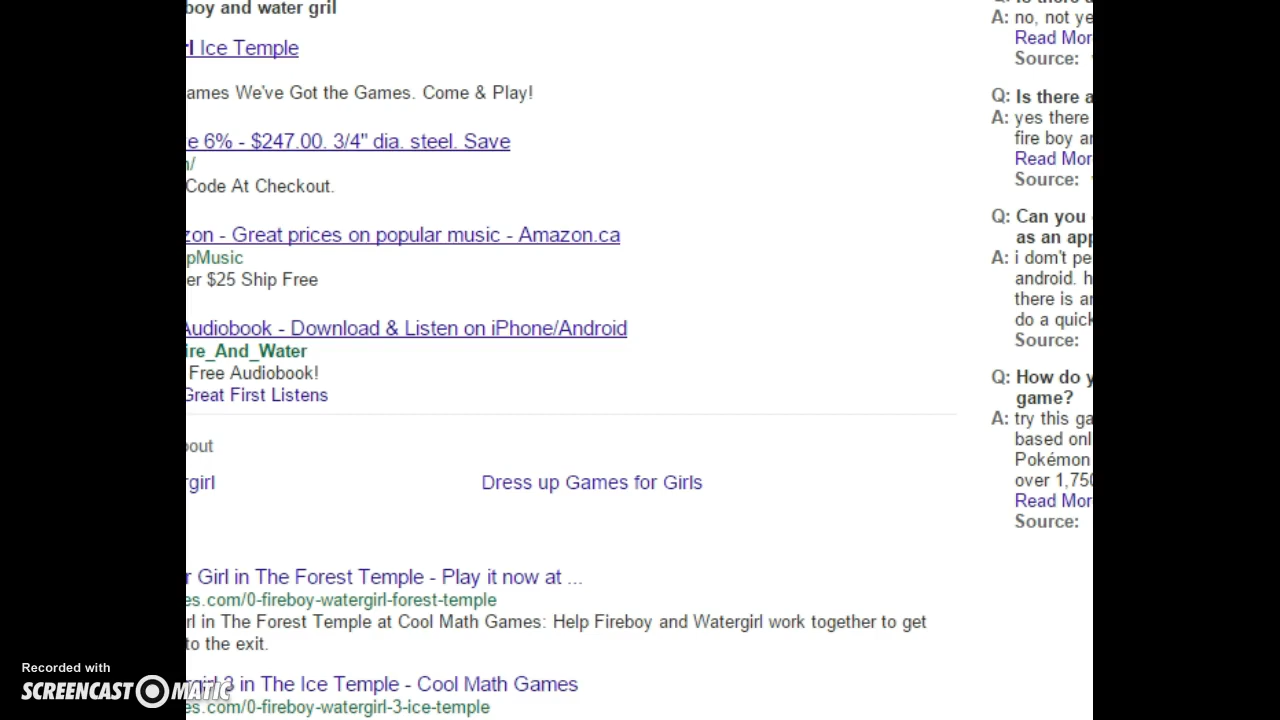 boy and water gril
l Ice Temple
ames We've Got the Games. Come & Play!
e 6% - $247.00. 3/4" dia. steel. Save
n/
Code At Checkout.
zon - Great prices on popular music - Amazon.ca
pMusic
er $25 Ship Free
Audiobook - Download & Listen on iPhone/Android
ire_And_Water
Free Audiobook!
Great First Listens
out
rgirl
Dress up Games for Girls
r Girl in The Forest Temple - Play it now at ...
es.com/0-fireboy-watergirl-forest-temple
rl in The Forest Temple at Cool Math Games: Help Fireboy and Watergirl work together to get
to the exit.
rgirl 3 in The Ice Temple - Cool Math Games
es.com/0-fireboy-watergirl-3-ice-temple
A: no, not ye
Read Mor
Source:
Q: Is there a
A: yes there
fire boy a
Read Mor
Source:
Q: Can you
as an app
A: i dom't pe
android. h
there is a
do a quick
Source:
Q: How do y
game?
A: try this ga
based onl
Pokémon
over 1,750
Read Mor
Source:
Recorded with
SCREENCAST MATIC